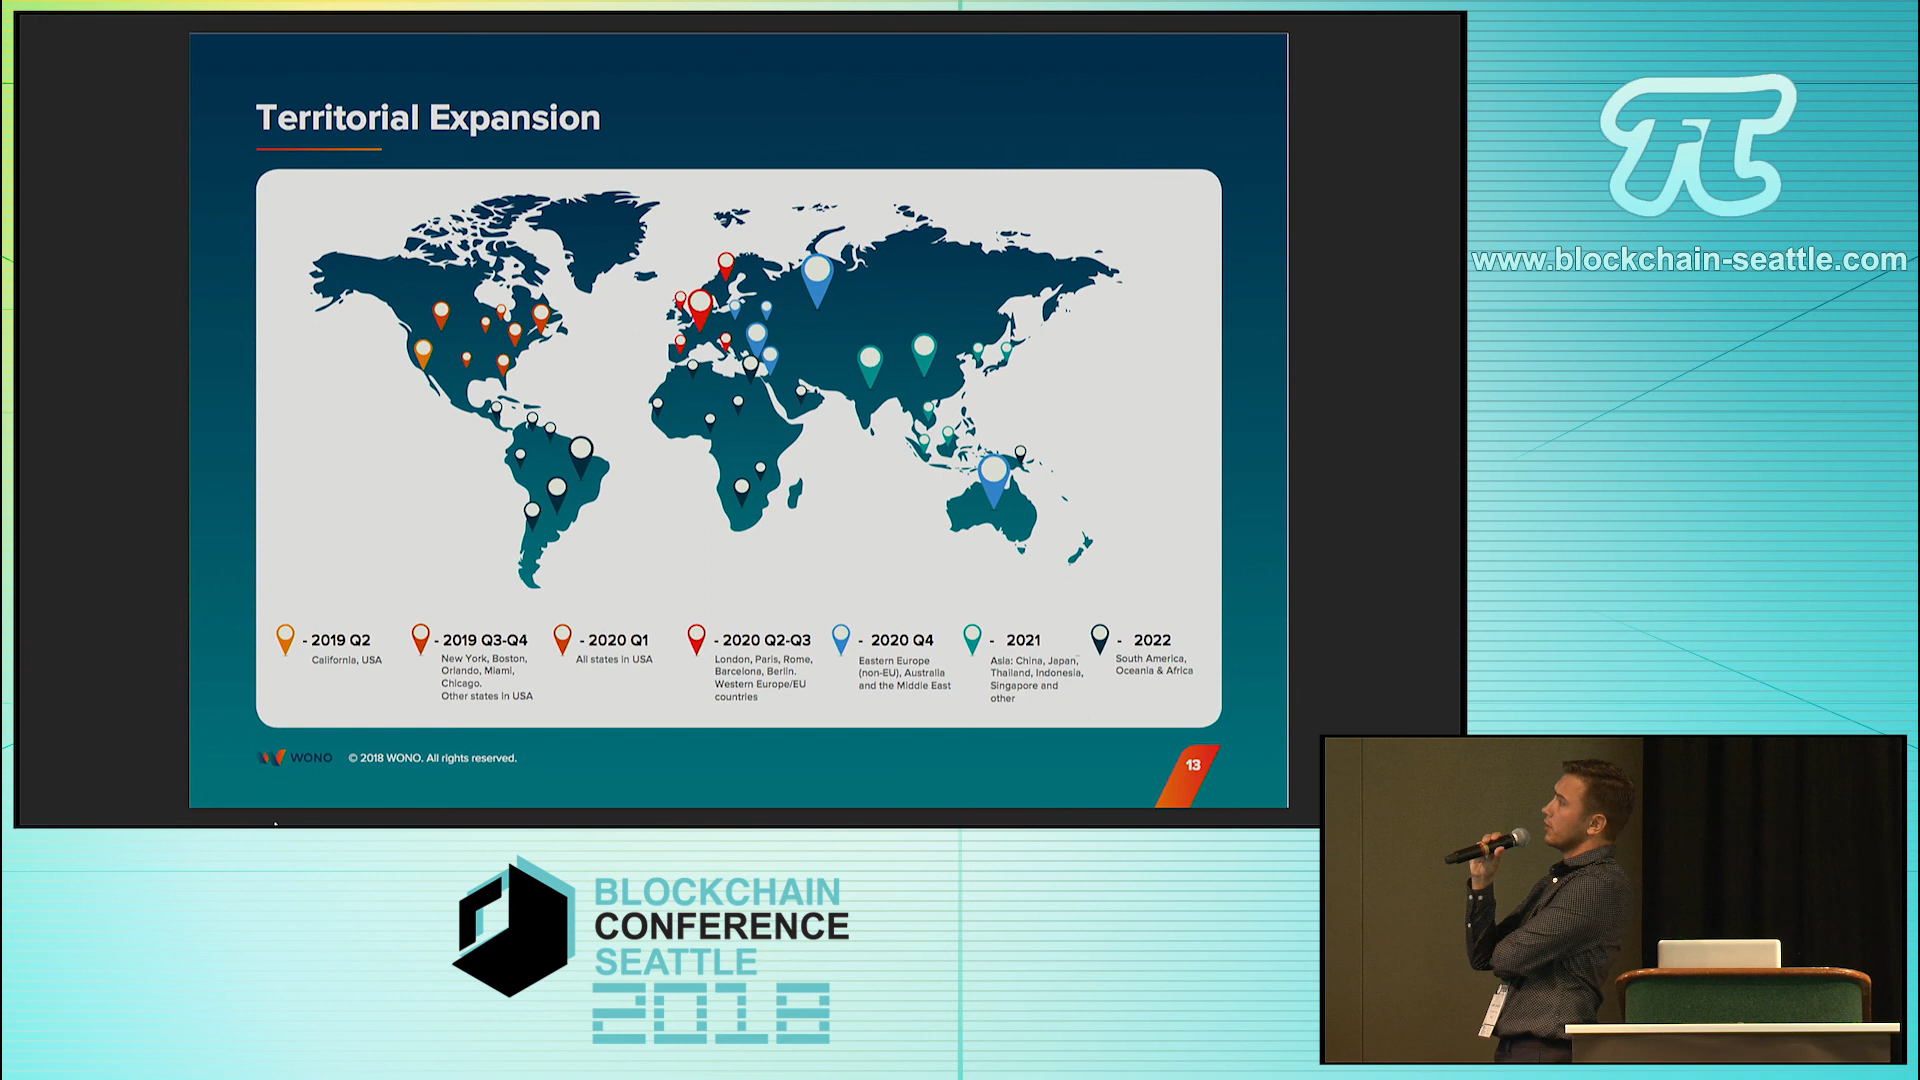 Territorial Expansion
- 2019 Q2
California, USA
- 2019 Q3-Q4
New York, Boston,
Orlando, Miami,
Chicago.
Other states in USA
- 2020 Q1
All states in USA
- 2020 Q2-Q3
London, Paris, Rome,
Barcelona, Berlin.
Western Europe/EU
countries
- 2020 Q4
Eastern Europe
(non-EU), Australia
and the Middle East
- 2021
Asia: China, Japan,
Thailand, Indonesia,
Singapore and
other
- 2022
South America,
Oceania & Africa
WONO © 2018 WONO. All rights reserved.
13
www.blockchain-seattle.com
BLOCKCHAIN
CONFERENCE
SEATTLE
2018